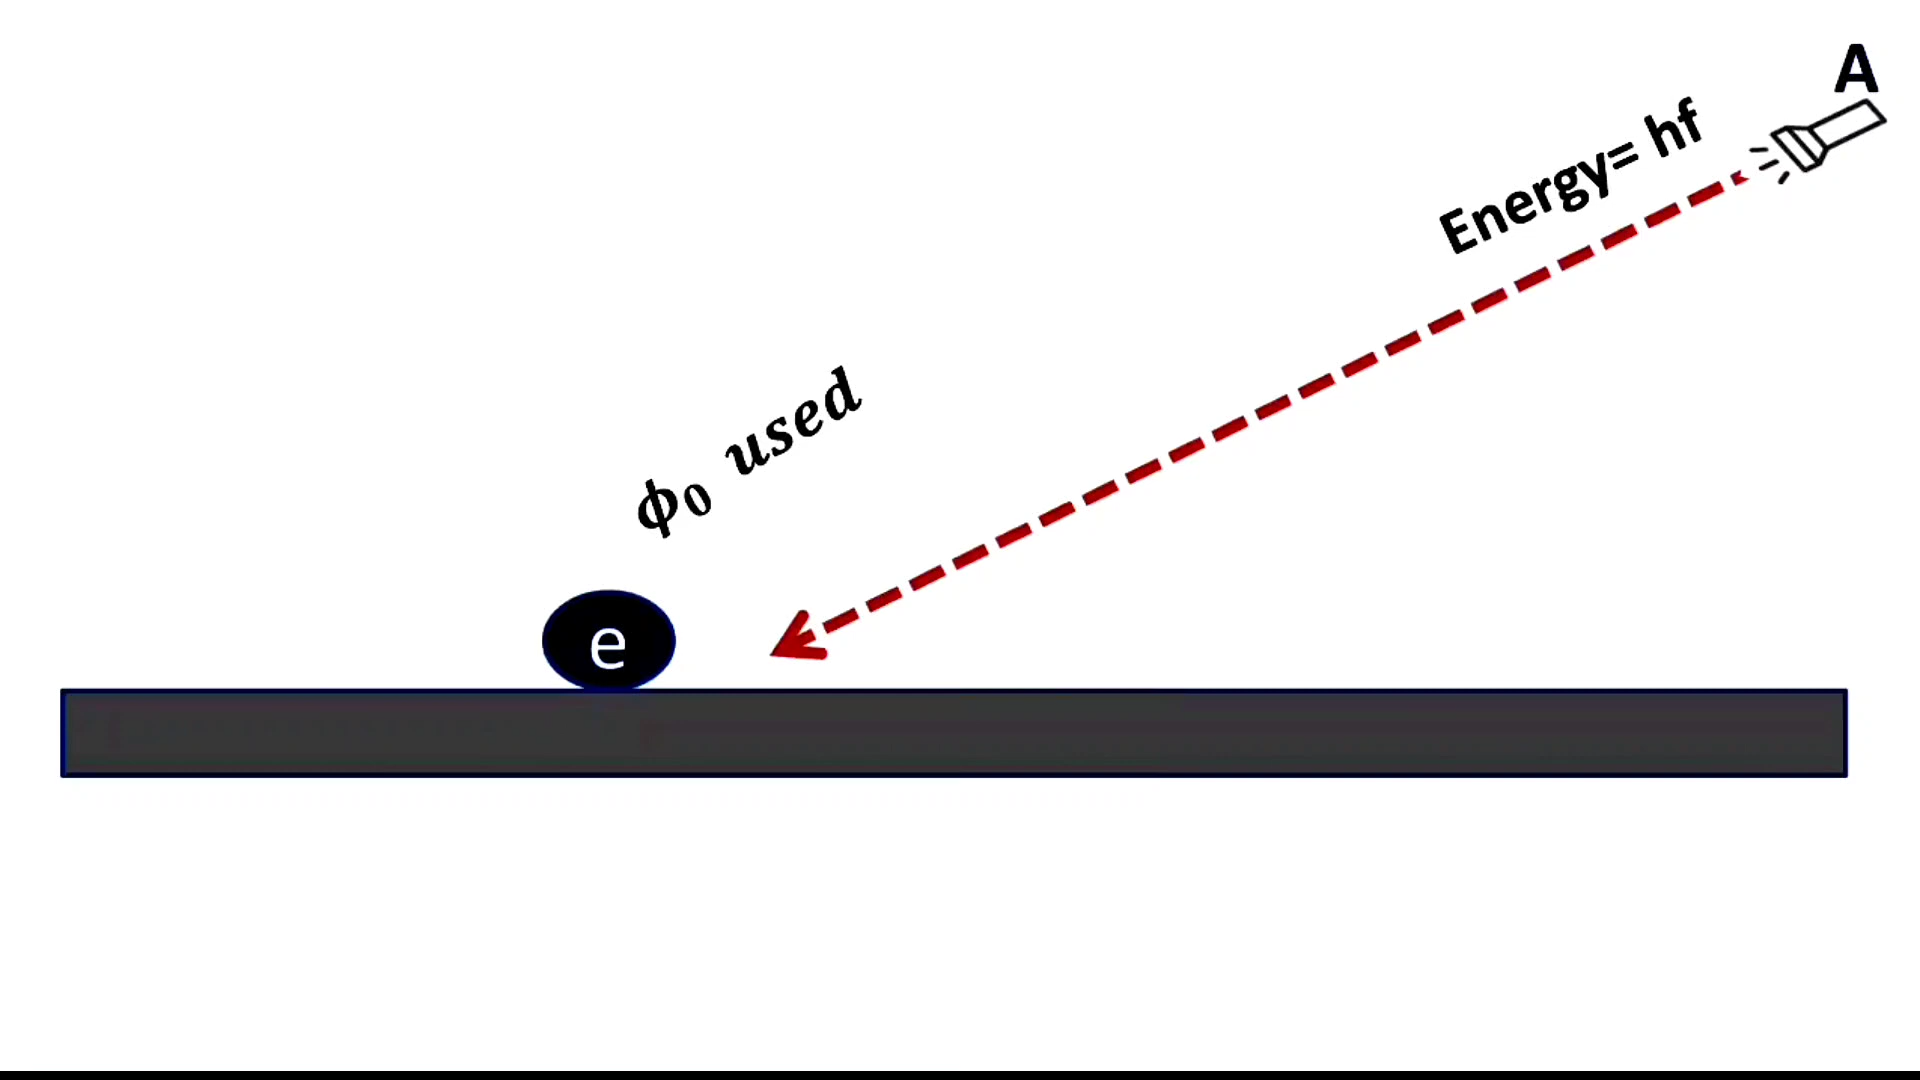 A
Energy= hf
ϕ₀ used
e